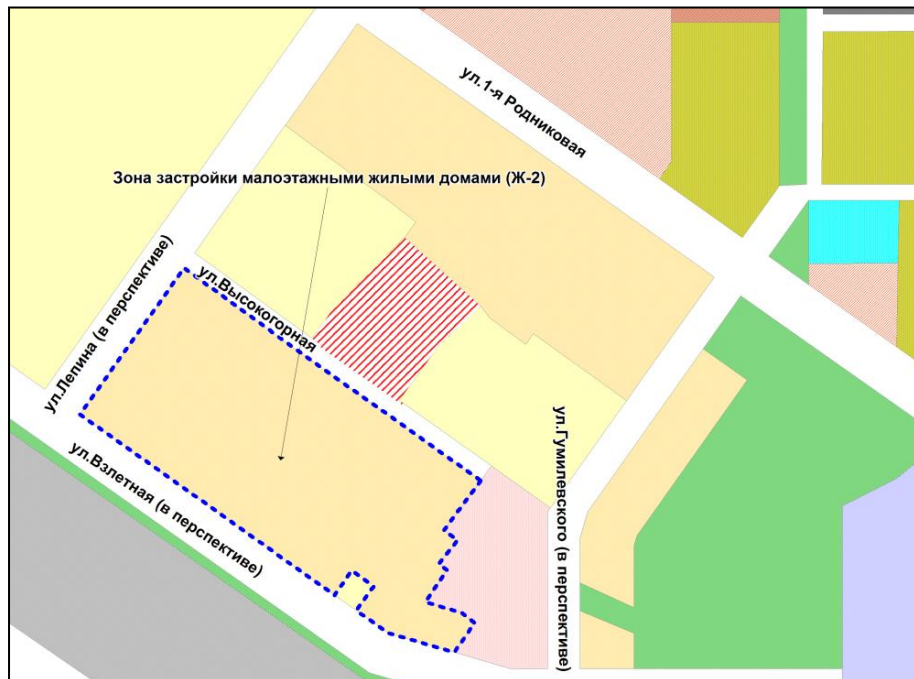 ул.1-я Родниковая
Зона застройки малоэтажными жилыми домами (Ж-2)
ул.Высокогорная
ул.Лепина (в перспективе)
ул.Взлетная (в перспективе)
ул.Гумилевского (в перспективе)